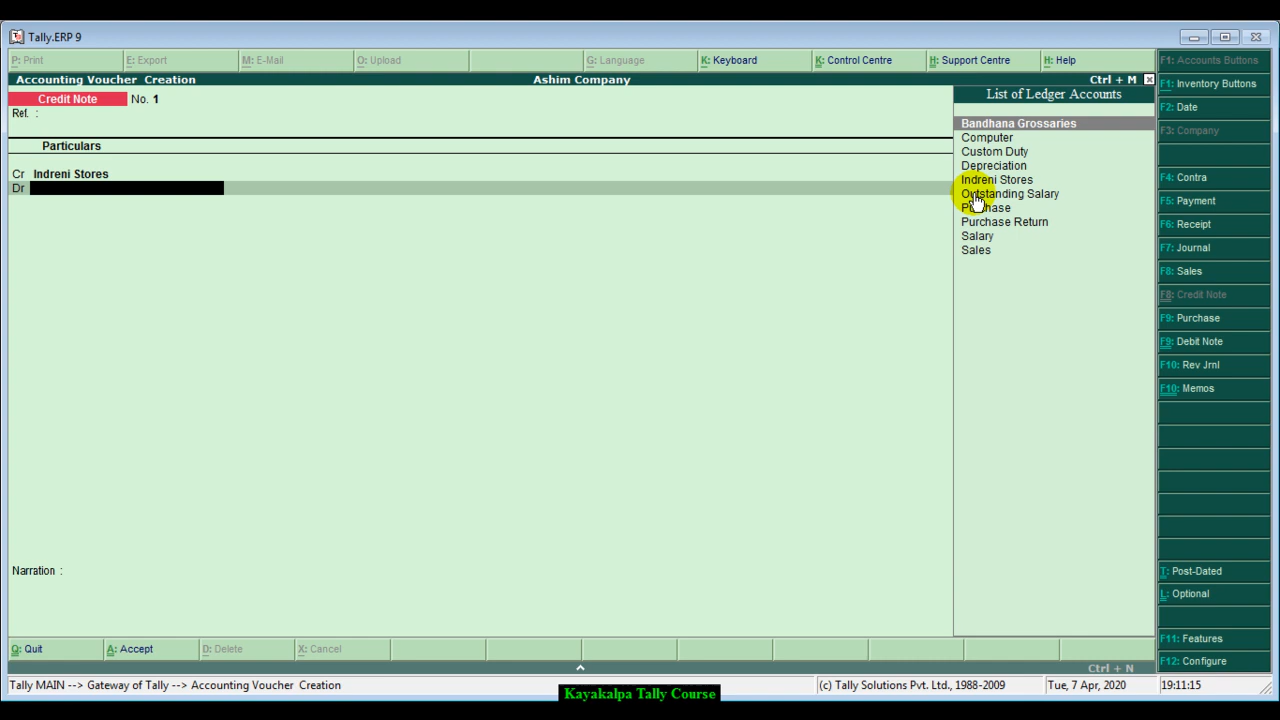 Tally.ERP 9
P: Print
E: Export
M: E-Mail
O: Upload
G: Language
K: Keyboard
K: Control Centre
H: Support Centre
H: Help
Accounting Voucher Creation
Ashim Company
Ctrl + M
Credit Note No. 1
Ref. :
Particulars
Cr Indreni Stores
Dr
Narration :
List of Ledger Accounts
Bandhana Grossaries
Computer
Custom Duty
Depreciation
Indreni Stores
Outstanding Salary
Purchase
Purchase Return
Salary
Sales
F1: Accounts Buttons
F1: Inventory Buttons
F2: Date
F3: Company
F4: Contra
F5: Payment
F6: Receipt
F7: Journal
F8: Sales
F8: Credit Note
F9: Purchase
F9: Debit Note
F10: Rev Jrnl
F10: Memos
T: Post-Dated
L: Optional
F11: Features
F12: Configure
Q: Quit
A: Accept
D: Delete
X: Cancel
Ctrl + N
Tally MAIN --> Gateway of Tally --> Accounting Voucher Creation
(c) Tally Solutions Pvt. Ltd., 1988-2009
Tue, 7 Apr, 2020
19:11:15
Kayakalpa Tally Course